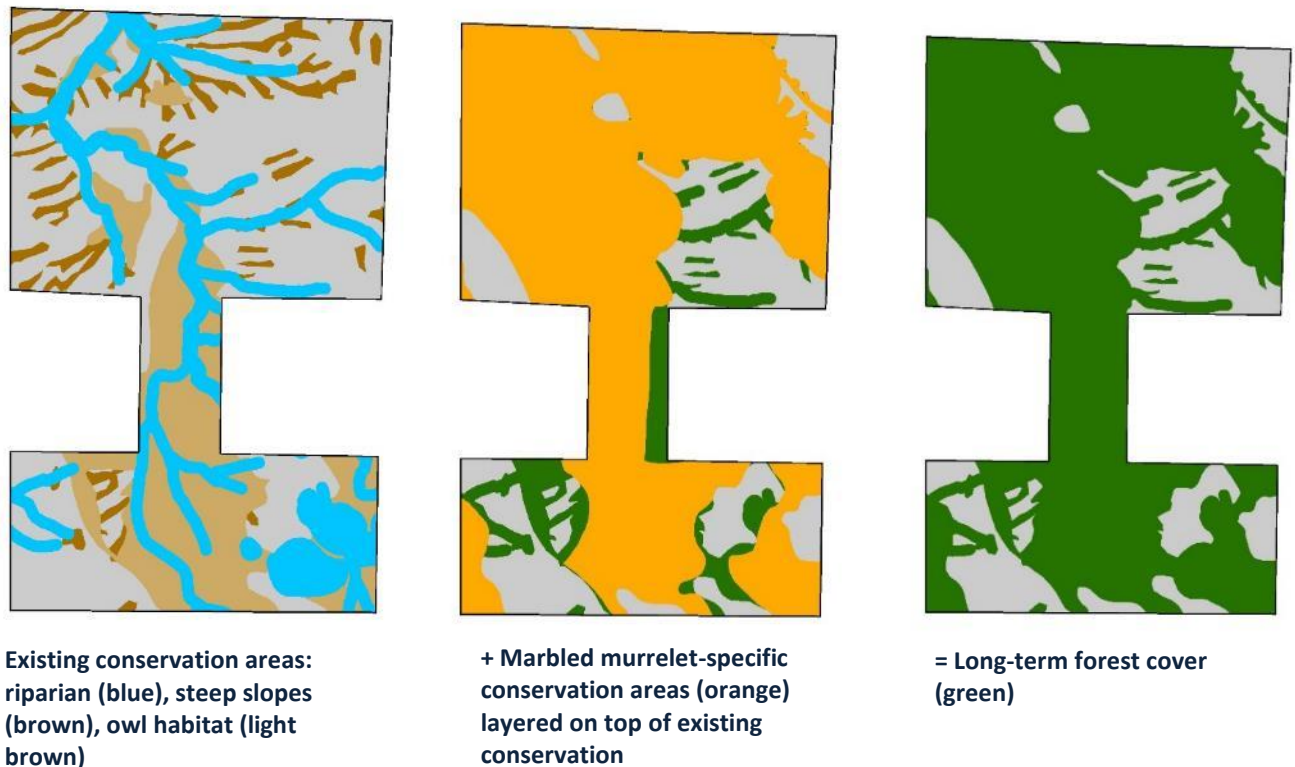 Existing conservation areas:
riparian (blue), steep slopes
(brown), owl habitat (light
brown)
+ Marbled murrelet-specific
conservation areas (orange)
layered on top of existing
conservation
= Long-term forest cover
(green)